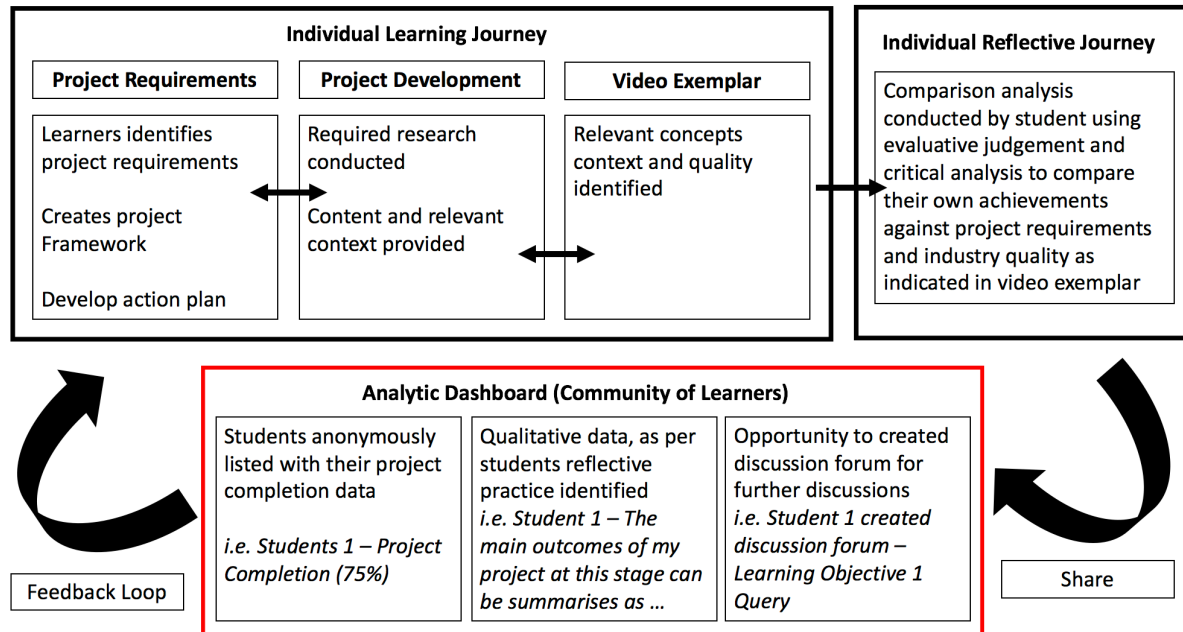 Individual Learning Journey
Project Requirements
Learners identifies
project requirements
Creates project
Framework
Develop action plan
Project Development
Required research
conducted
Content and relevant
context provided
Video Exemplar
Relevant concepts
context and quality
identified
Individual Reflective Journey
Comparison analysis
conducted by student using
evaluative judgement and
critical analysis to compare
their own achievements
against project requirements
and industry quality as
indicated in video exemplar
Analytic Dashboard (Community of Learners)
Students anonymously
listed with their project
completion data
i.e. Students 1 – Project
Completion (75%)
Qualitative data, as per
students reflective
practice identified
i.e. Student 1 – The
main outcomes of my
project at this stage can
be summarises as …
Opportunity to created
discussion forum for
further discussions
i.e. Student 1 created
discussion forum –
Learning Objective 1
Query
Feedback Loop
Share